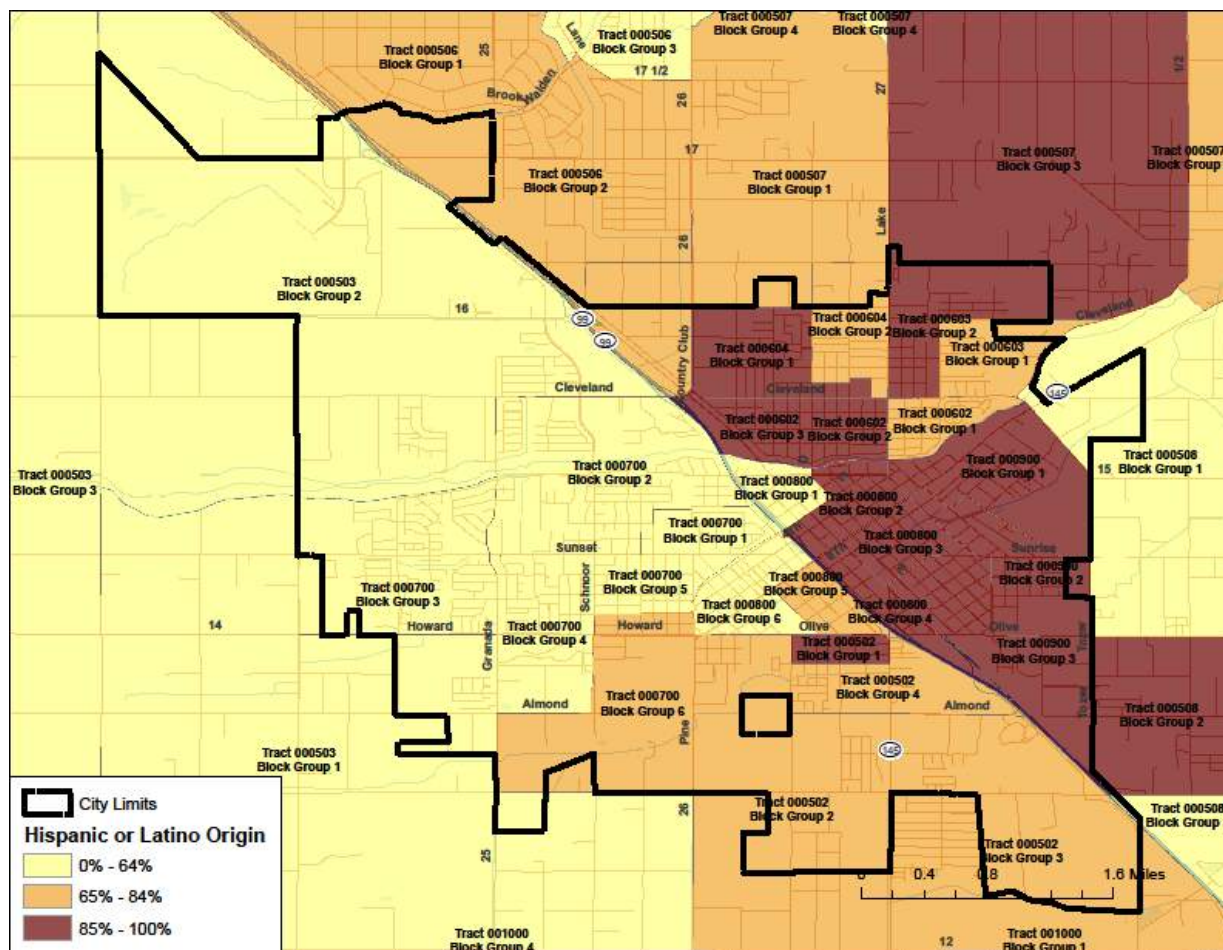 Tract 000507
Block Group 4
Tract 000507
Block Group 4
Tract 000506
Block Group 3
Lane
Tract 000506
Block Group 1
25
17 1/2
1/2
Brook
Walden
26
27
17
Tract 000507
Block Group 3
Tract 000507
Block Group
Tract 000506
Block Group 2
Tract 000507
Block Group 1
Lake
26
Tract 000503
Block Group 2
16
99
99
Cleveland
Tract 000604
Block Group 2
Tract 000603
Block Group 2
Tract 000603
Block Group 1
Country Club
Tract 000604
Block Group 1
Cleveland
Cleveland
145
Tract 000602
Block Group 3
Tract 000602
Block Group 2
Tract 000602
Block Group 1
Tract 000503
Block Group 3
Tract 000700
Block Group 2
Tract 000900
Block Group 1
15
Tract 000508
Block Group 1
Tract 000800
Block Group 1
Tract 000800
Block Group 2
Tract 000700
Block Group 1
Sunset
Tract 000800
Block Group 3
Sunrise
Tract 000900
Block Group 2
Schnoor
Tract 000700
Block Group 5
Tract 000700
Block Group 3
Tract 000800
Block Group 5
Tract 000800
Block Group 6
Tract 000800
Block Group 4
14
Howard
Tract 000700
Block Group 4
Howard
Olive
Olive
Tozer
Granada
Tract 000502
Block Group 1
Tract 000900
Block Group 3
Tract 000502
Block Group 4
Tract 000700
Block Group 6
Almond
Almond
Pine
Tozer
Tract 000508
Block Group 2
Tract 000503
Block Group 1
145
26
25
Tract 000502
Block Group 2
Tract 000508
Block Group
Tract 000502
Block Group 3
0 0.4 0.8 1.6 Miles
City Limits
Hispanic or Latino Origin
0% - 64%
65% - 84%
85% - 100%
Tract 001000
Block Group 4
12
Tract 001000
Block Group 1